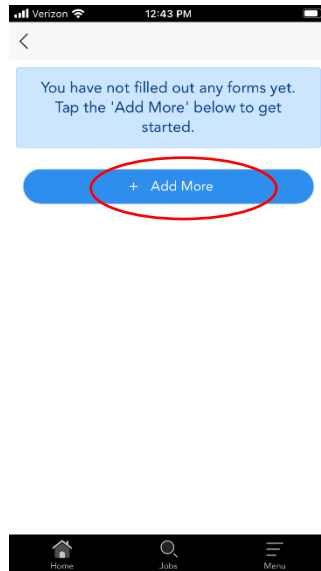 Verizon 12:43 PM
You have not filled out any forms yet.
Tap the 'Add More' below to get
started.
+ Add More
Home Jobs Menu